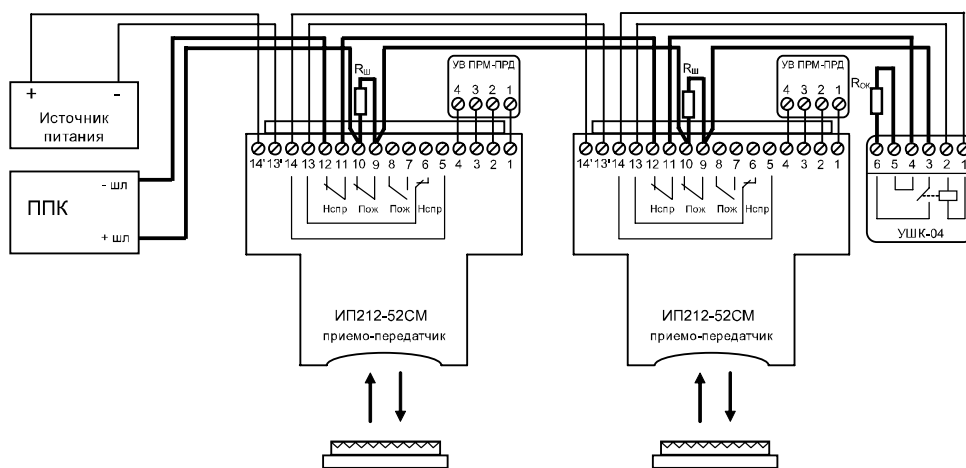 + -
Источник
питания
ППК
- шл
+ шл
Rш
УВ ПРМ-ПРД
4 3 2 1
14' 13' 14 13 12 11 10 9 8 7 6 5 4 3 2 1
Нспр Пож Пож Нспр
ИП212-52СМ
приемо-передатчик
Rш
УВ ПРМ-ПРД
4 3 2 1
14' 13' 14 13 12 11 10 9 8 7 6 5 4 3 2 1
Нспр Пож Пож Нспр
ИП212-52СМ
приемо-передатчик
Rок
6 5 4 3 2 1
УШК-04